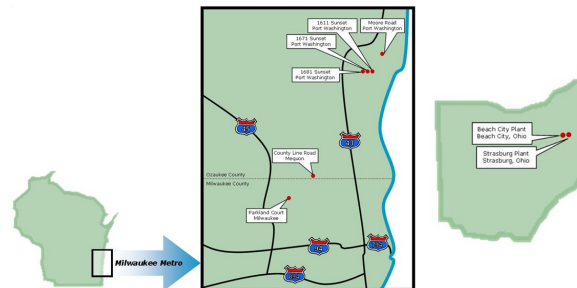 1611 Sunset
Port Washington
Moore Road
Port Washington
1671 Sunset
Port Washington
1681 Sunset
Port Washington
County Line Road
Mequon
Ozaukee County
Milwaukee County
Parkland Court
Milwaukee
Milwaukee Metro
Beach City Plant
Beach City, Ohio
Strasburg Plant
Strasburg, Ohio